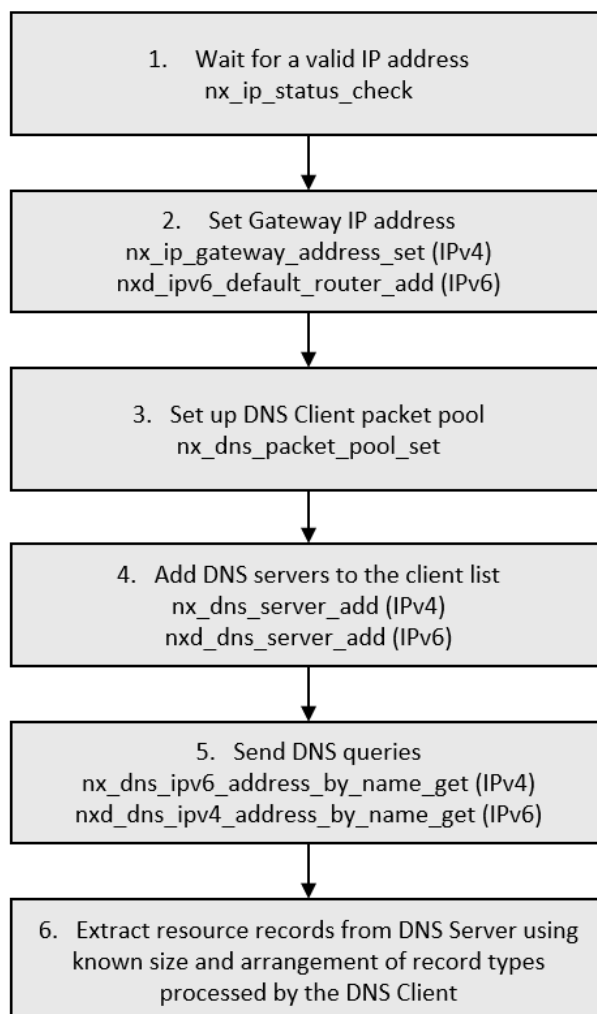 1. Wait for a valid IP address
nx_ip_status_check
2. Set Gateway IP address
nx_ip_gateway_address_set (IPv4)
nxd_ipv6_default_router_add (IPv6)
3. Set up DNS Client packet pool
nx_dns_packet_pool_set
4. Add DNS servers to the client list
nx_dns_server_add (IPv4)
nxd_dns_server_add (IPv6)
5. Send DNS queries
nx_dns_ipv6_address_by_name_get (IPv4)
nxd_dns_ipv4_address_by_name_get (IPv6)
6. Extract resource records from DNS Server using
known size and arrangement of record types
processed by the DNS Client